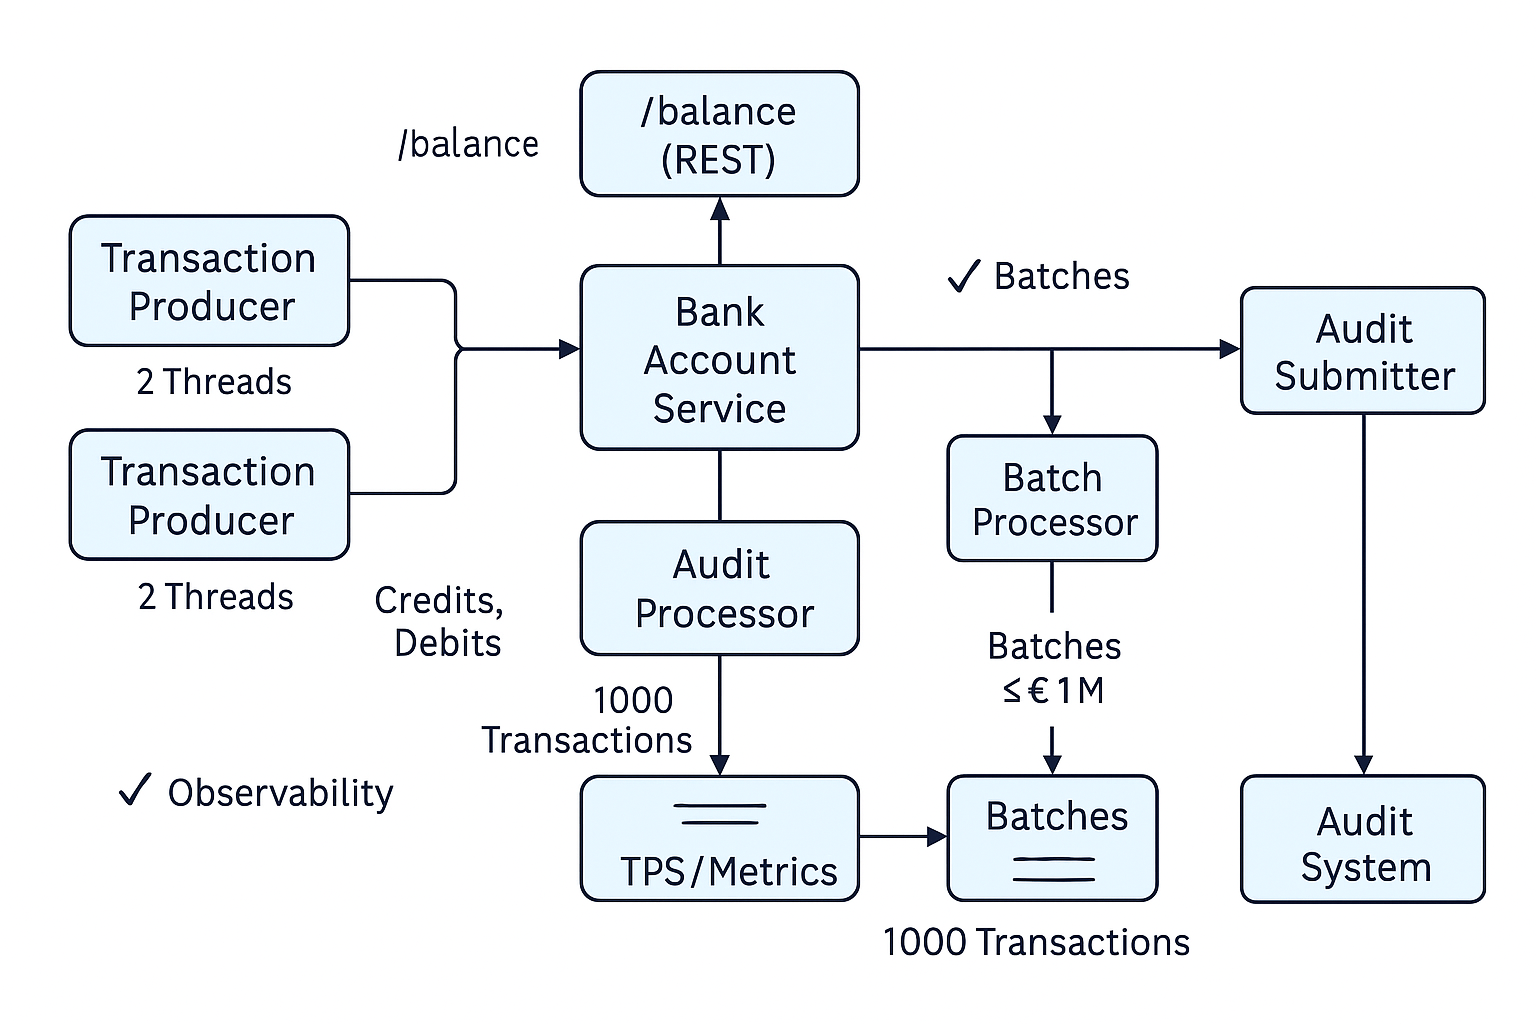 /balance
/balance
(REST)
Transaction
Producer
2 Threads
Transaction
Producer
2 Threads
Credits,
Debits
Bank
Account
Service
✓ Batches
Audit
Submitter
Batch
Processor
Audit
Processor
Batches
≤ € 1 M
1000
Transactions
✓ Observability
TPS/Metrics
Batches
Audit
System
1000 Transactions